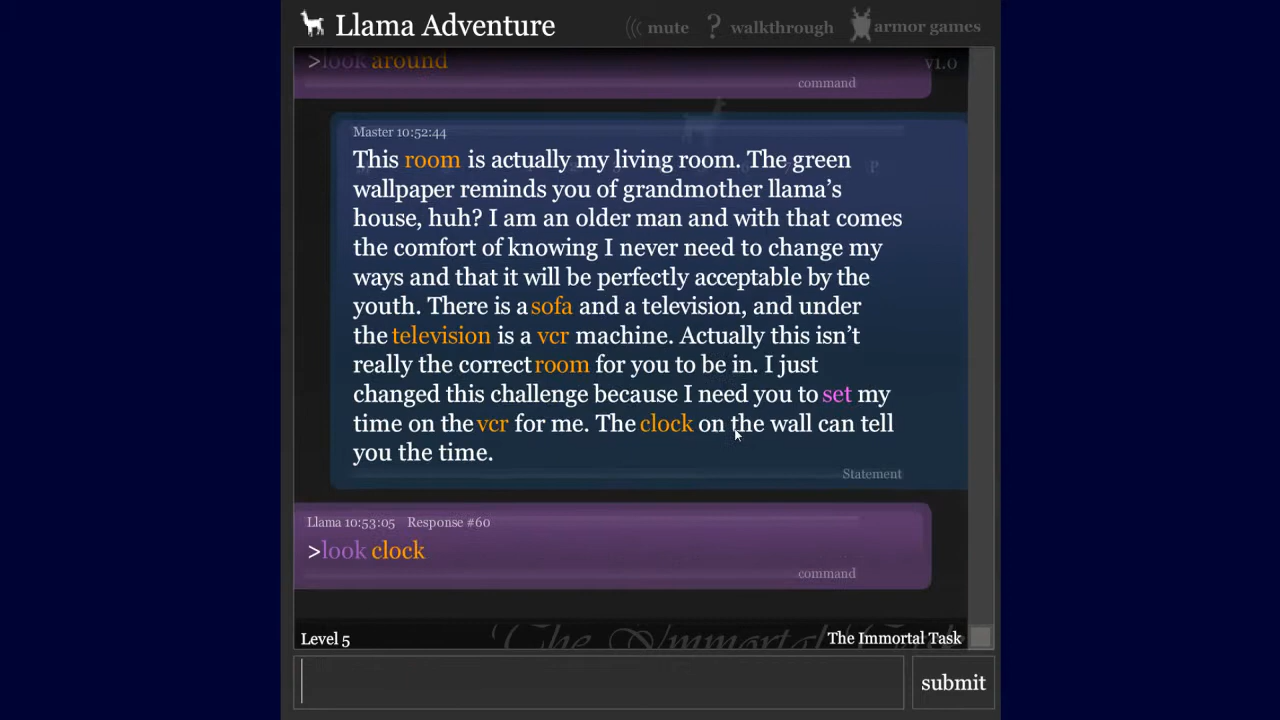 Llama Adventure
mute
? walkthrough
armor games
>look around
v1.0
command
Master 10:52:44
This room is actually my living room. The green
wallpaper reminds you of grandmother llama's
house, huh? I am an older man and with that comes
the comfort of knowing I never need to change my
ways and that it will be perfectly acceptable by the
youth. There is a sofa and a television, and under
the television is a vcr machine. Actually this isn't
really the correct room for you to be in. I just
changed this challenge because I need you to set my
time on the vcr for me. The clock on the wall can tell
you the time.
Statement
Llama 10:53:05 Response #60
>look clock
command
Level 5
The Immortal Task
submit